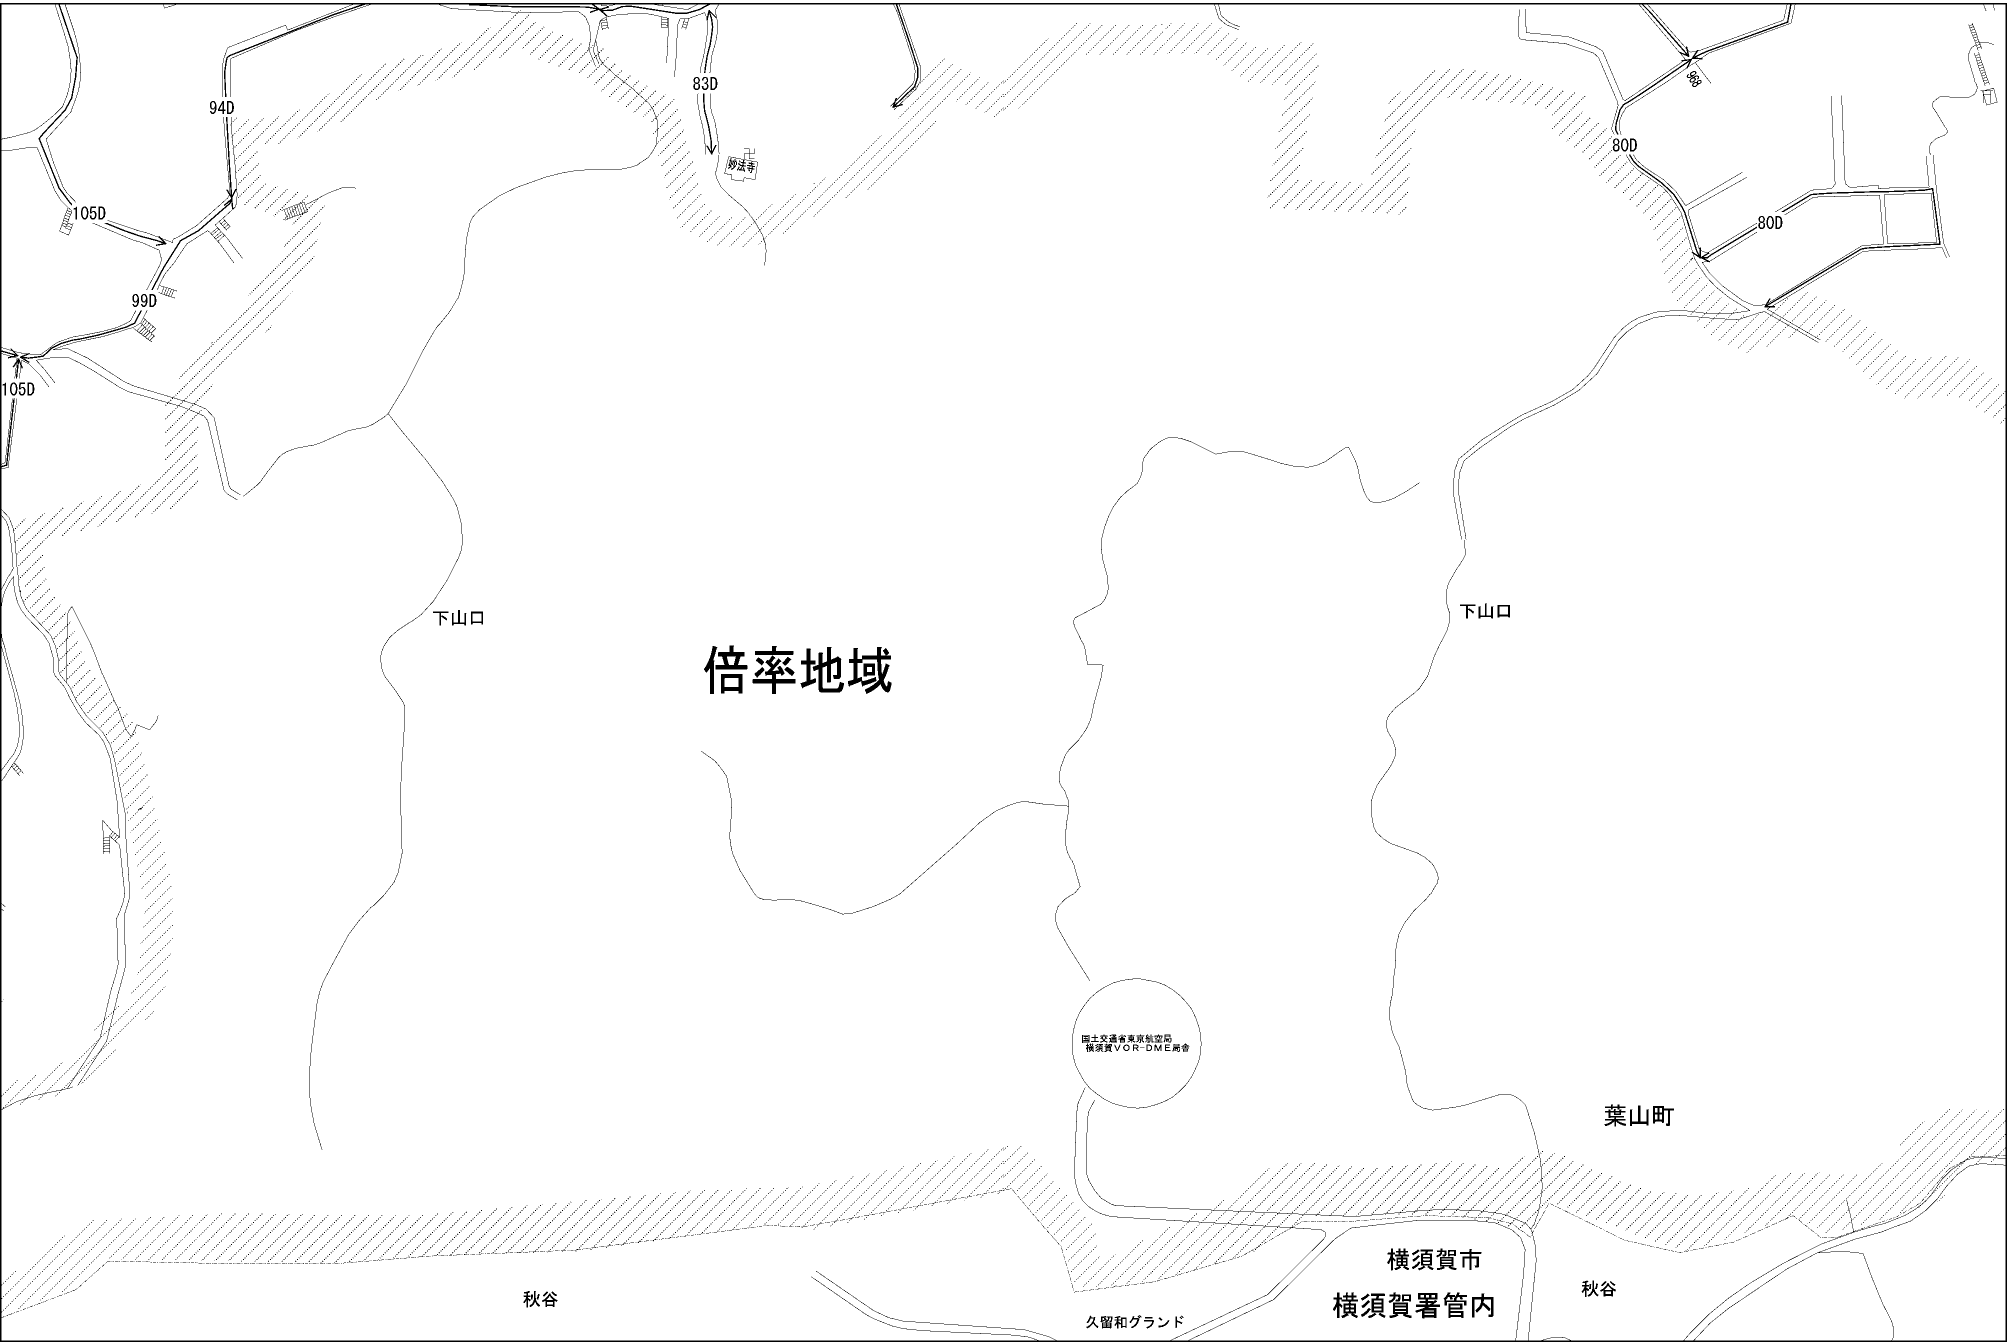 83D
94D
968
80D
妙法寺
105D
80D
99D
105D
下山口
下山口
倍率地域
国土交通省東京航空局
横須賀VOR-DME局舎
葉山町
横須賀市
秋谷
秋谷
横須賀署管内
久留和グランド